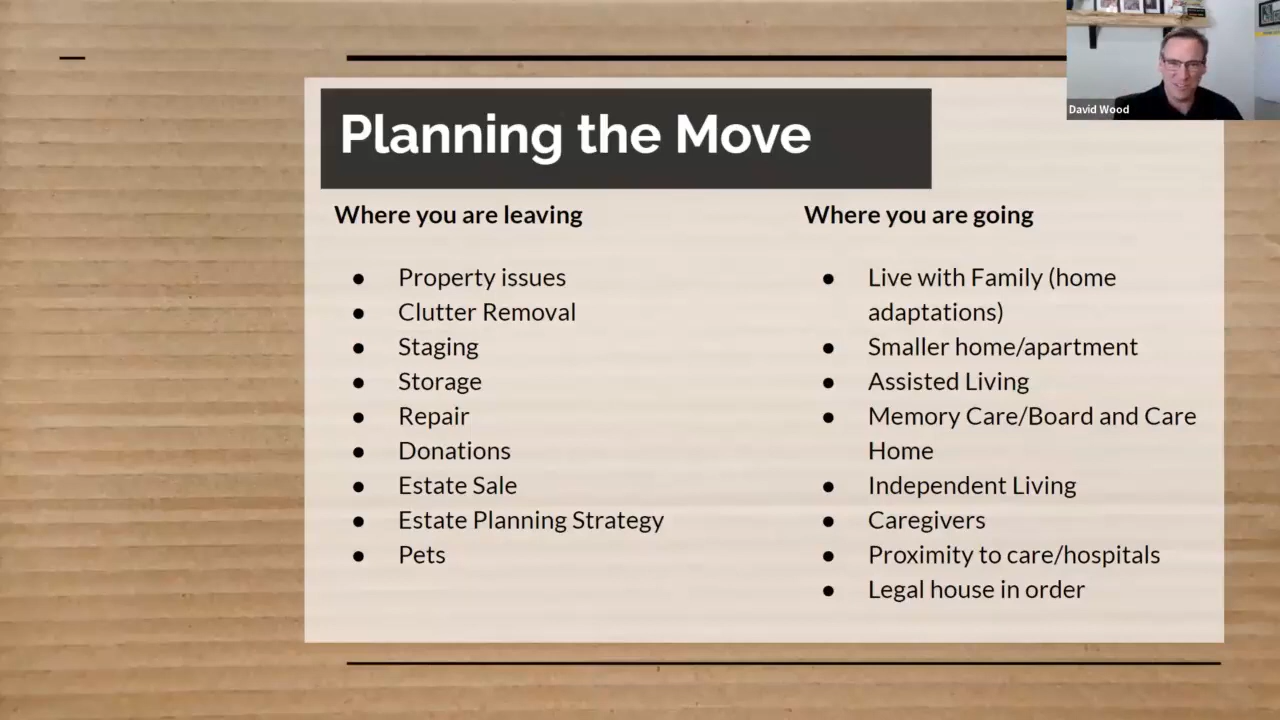 David Wood
Planning the Move
Where you are leaving
● Property issues
● Clutter Removal
● Staging
● Storage
● Repair
● Donations
● Estate Sale
● Estate Planning Strategy
● Pets
Where you are going
● Live with Family (home
adaptations)
● Smaller home/apartment
● Assisted Living
● Memory Care/Board and Care
Home
● Independent Living
● Caregivers
● Proximity to care/hospitals
● Legal house in order